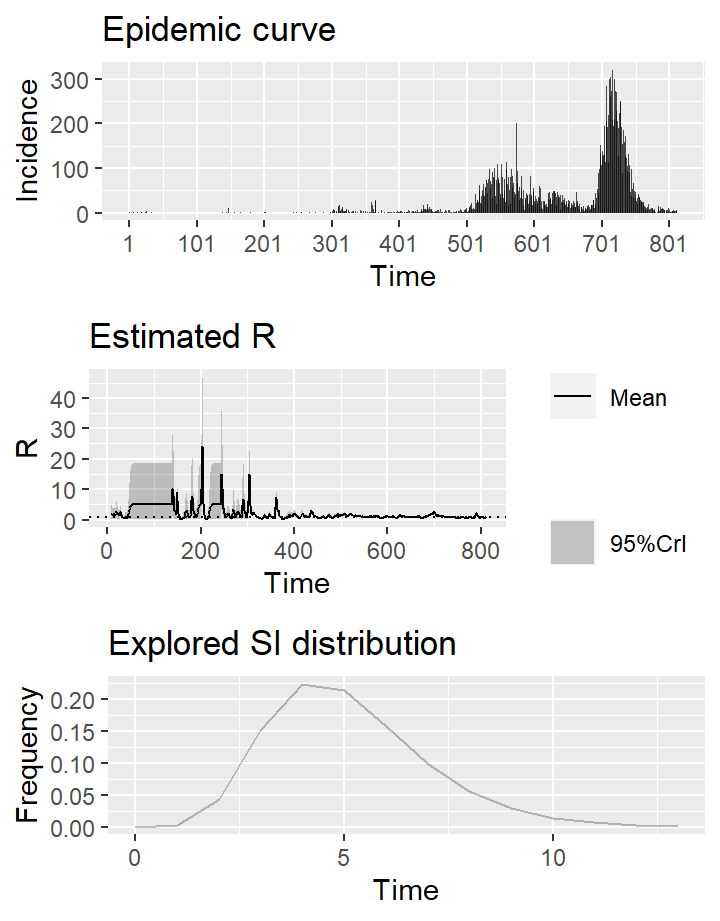 Epidemic curve
Incidence
300
200
100
0
1 101 201 301 401 501 601 701 801
Time
Estimated R
R
40
30
20
10
0
0 200 400 600 800
Time
Mean
95%CrI
Explored SI distribution
Frequency
0.20
0.15
0.10
0.05
0.00
0 5 10
Time